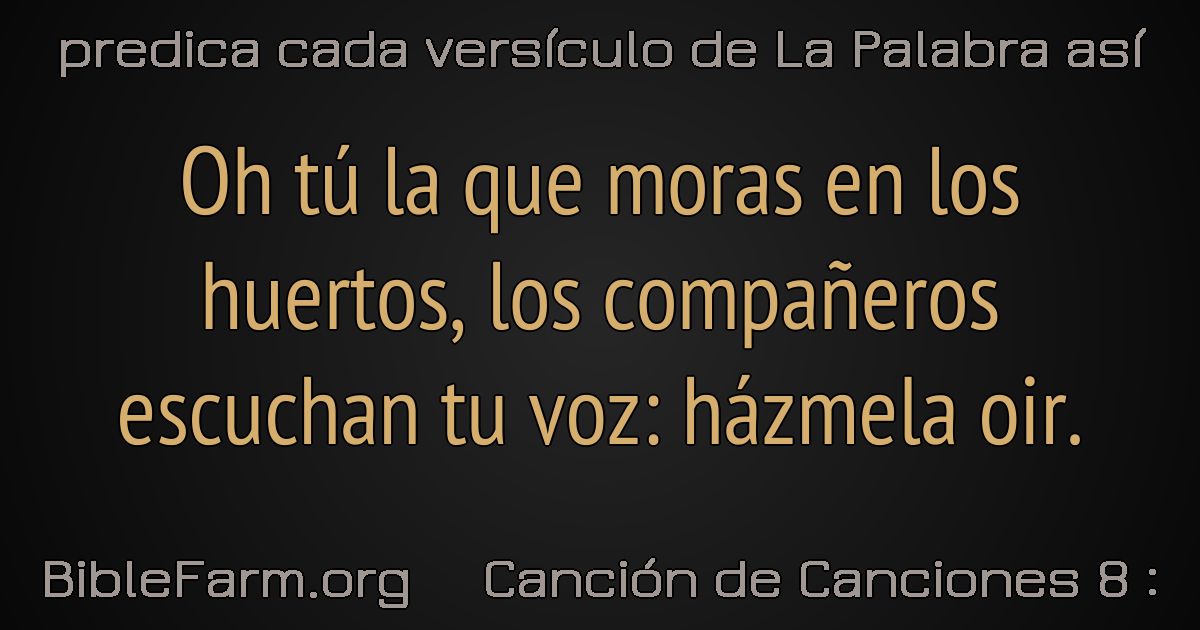 predica cada versículo de La Palabra así
Oh tú la que moras en los
huertos, los compañeros
escuchan tu voz: házmela oir.
BibleFarm.org Canción de Canciones 8 :